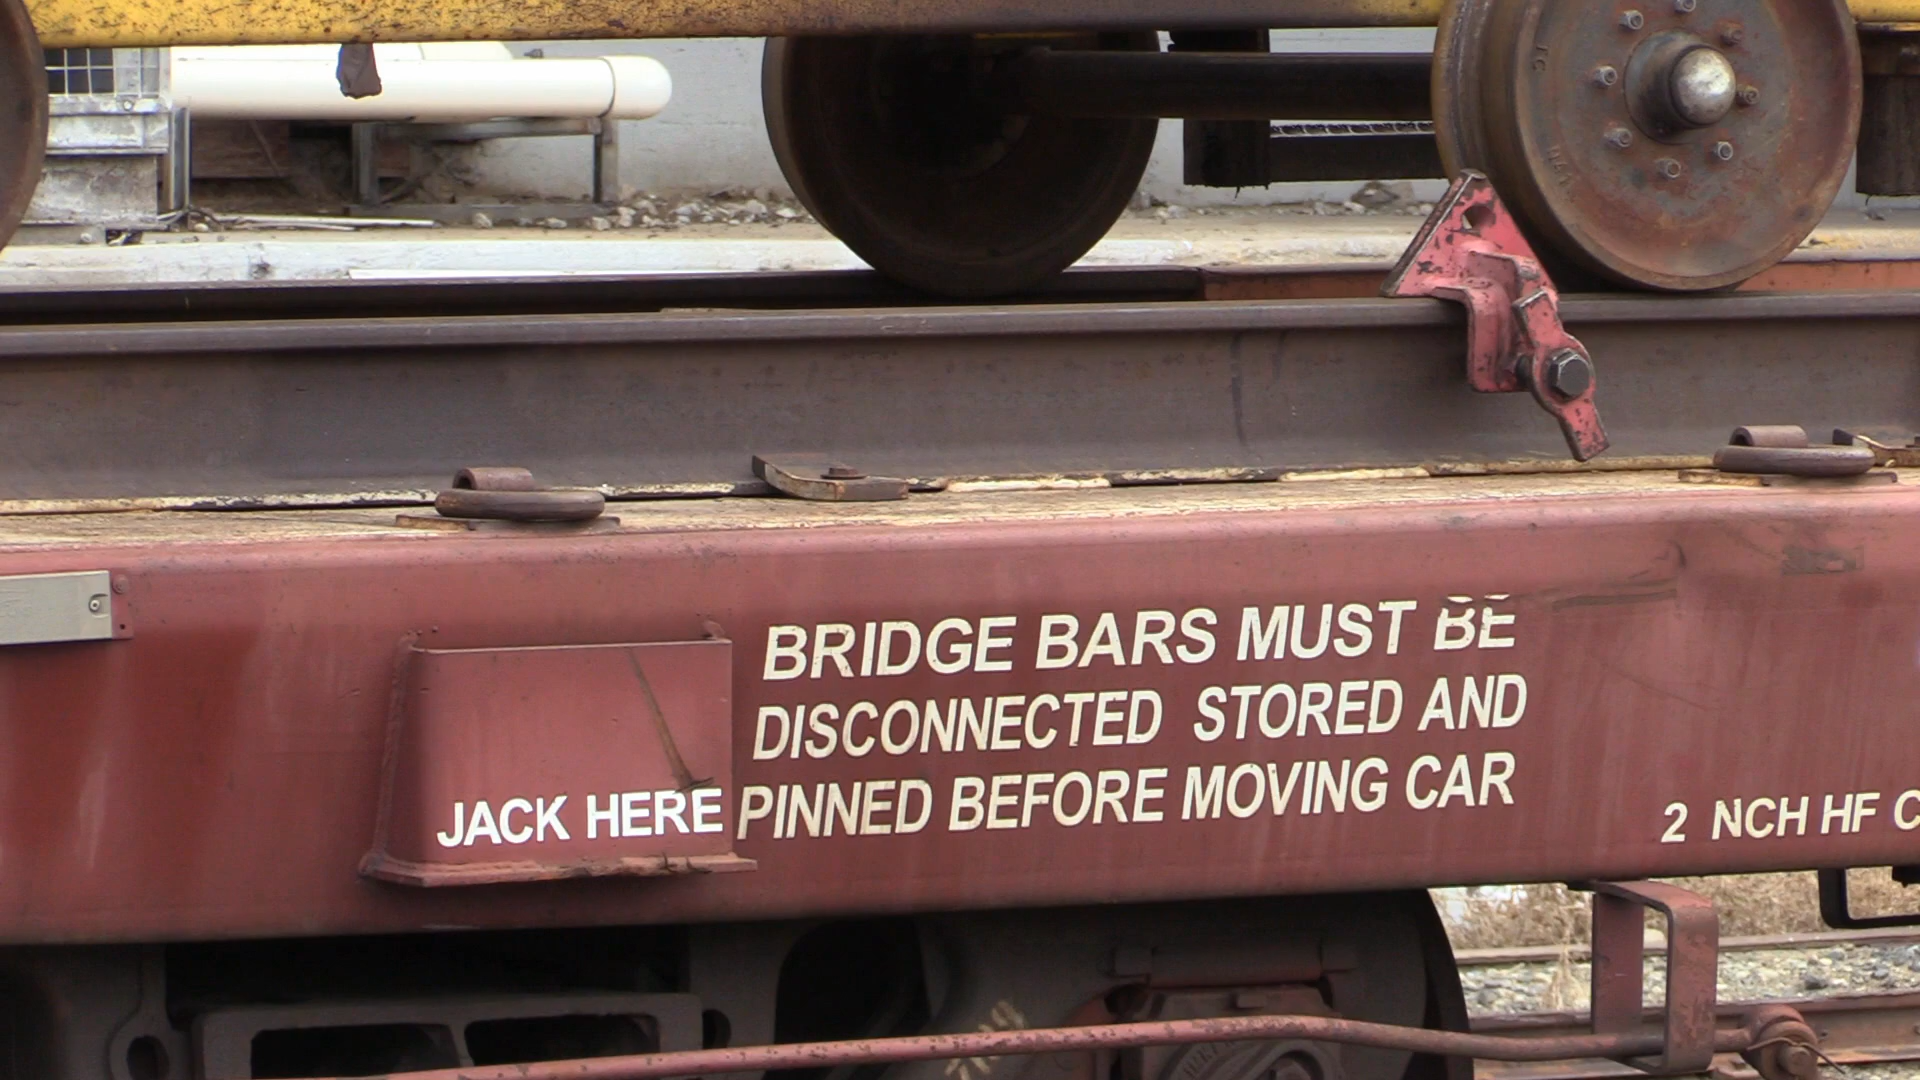 BRIDGE BARS MUST BE
DISCONNECTED STORED AND
PINNED BEFORE MOVING CAR
JACK HERE
2 NCH HF C